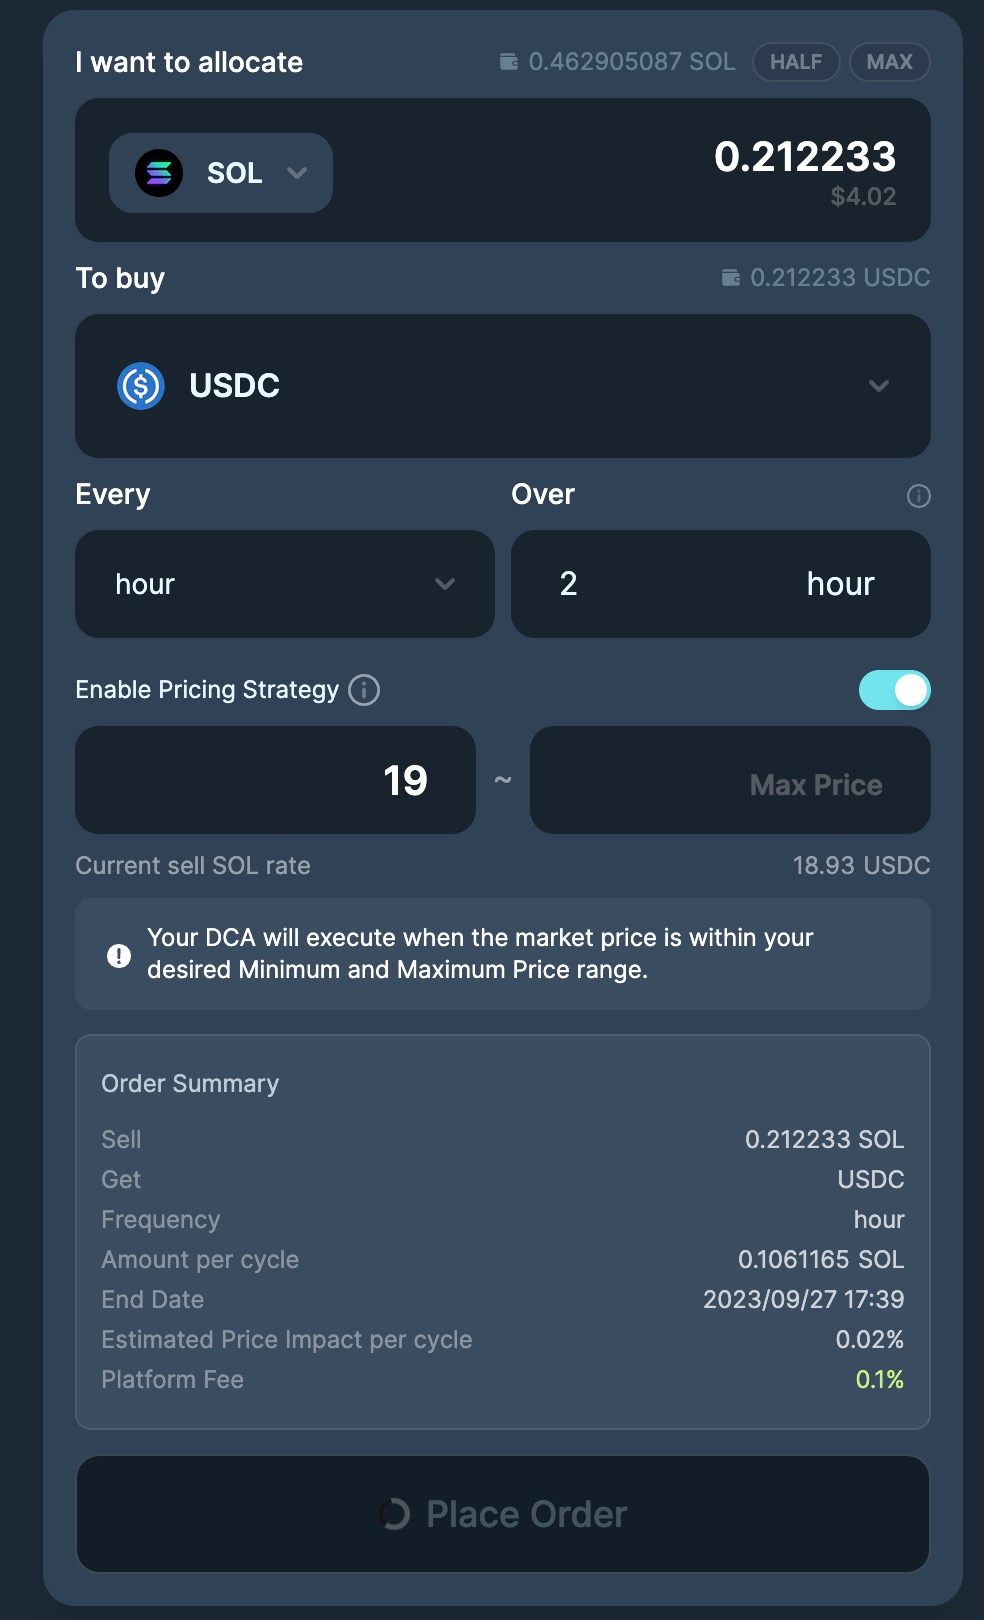 I want to allocate 0.462905087 SOL HALF MAX
SOL 0.212233
$4.02
To buy 0.212233 USDC
USDC
Every Over
hour 2 hour
Enable Pricing Strategy
19 ~ Max Price
Current sell SOL rate 18.93 USDC
Your DCA will execute when the market price is within your
desired Minimum and Maximum Price range.
Order Summary
Sell 0.212233 SOL
Get USDC
Frequency hour
Amount per cycle 0.1061165 SOL
End Date 2023/09/27 17:39
Estimated Price Impact per cycle 0.02%
Platform Fee 0.1%
Place Order